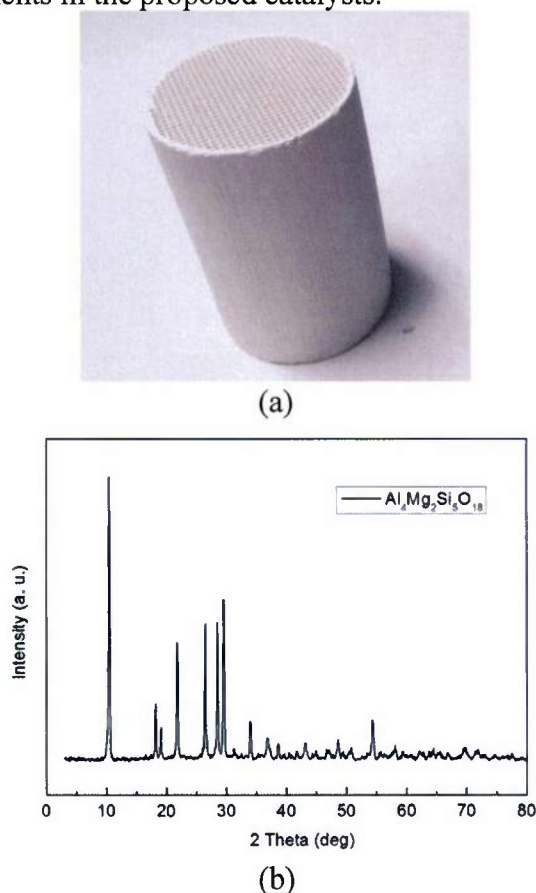 ents in the proposed catalysts.
(a)
Intensity (a. u.)
Al₄Mg₂Si₅O₁₈
0 10 20 30 40 50 60 70 80
2 Theta (deg)
(b)